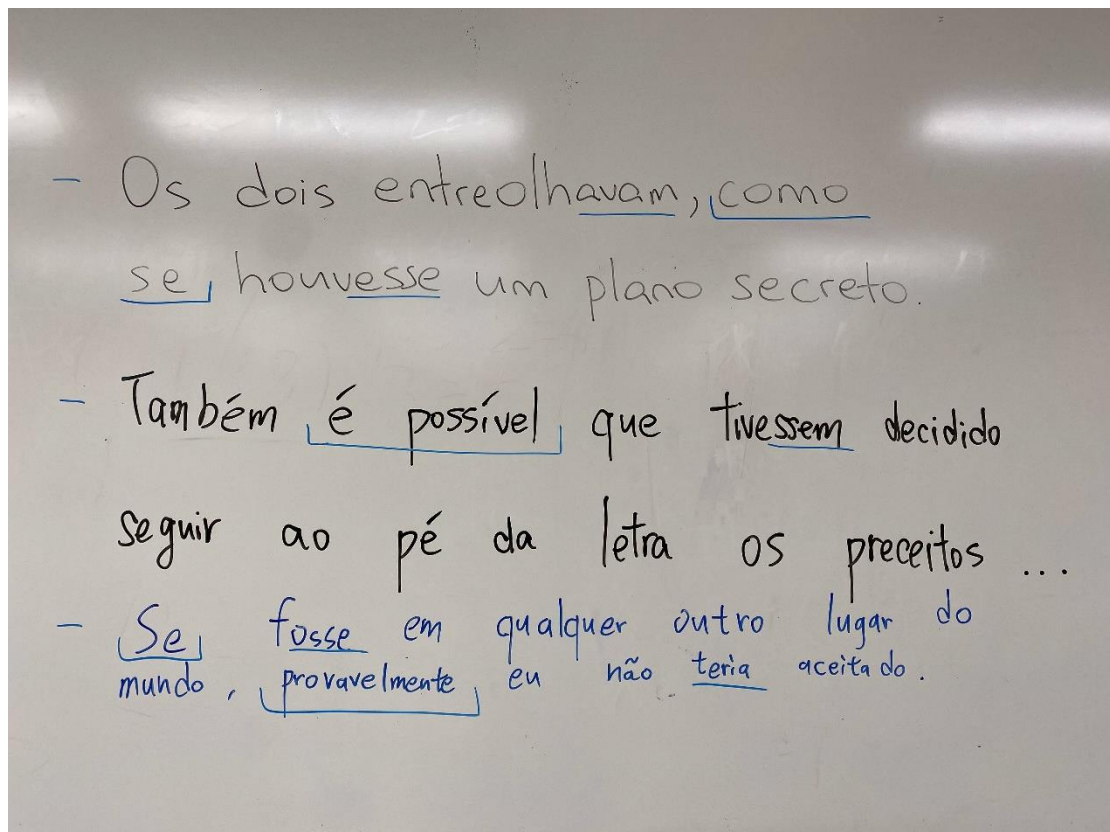 - Os dois entreolhavam, como
se houvesse um plano secreto.
- Também é possível que tivessem decidido
seguir ao pé da letra os preceitos ...
- Se fosse em qualquer outro lugar do
mundo, provavelmente eu não teria aceitado.